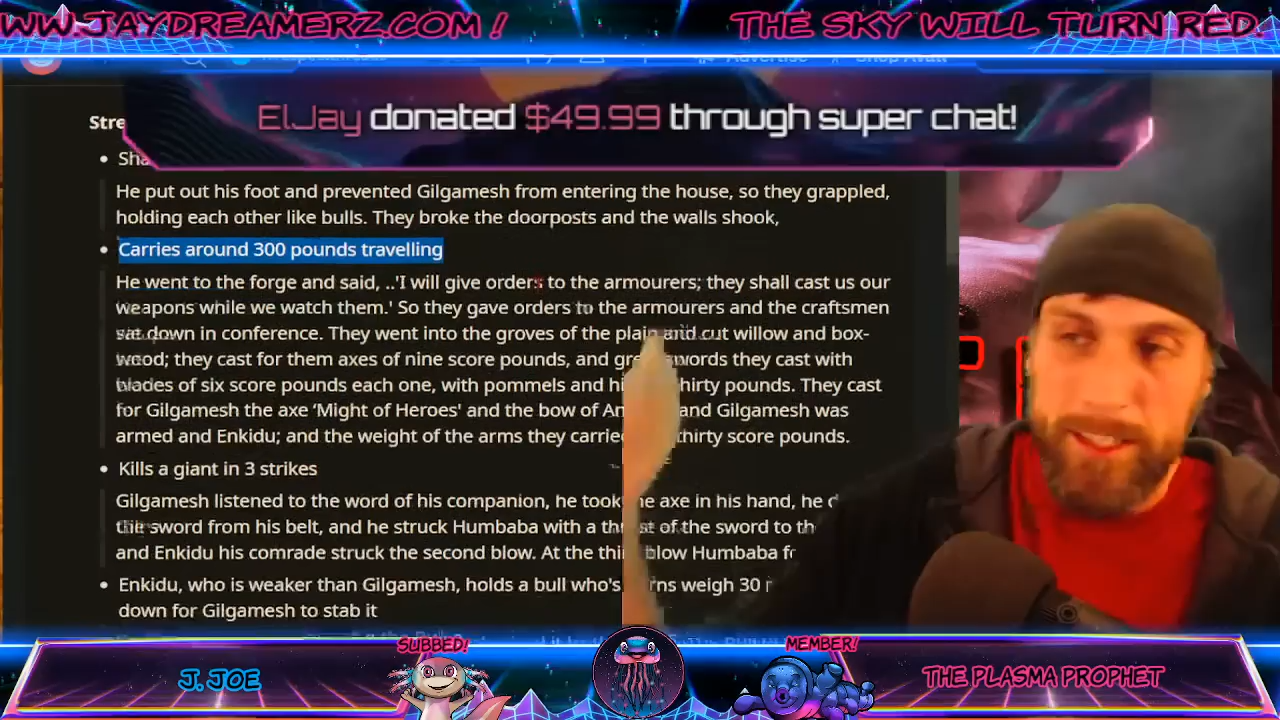 WW.JAYDREAMERZ.COM !
THE SKY WILL TURN RED.
Advertise
ElJay donated $49.99 through super chat!
Stre
• Sha
He put out his foot and prevented Gilgamesh from entering the house, so they grappled,
holding each other like bulls. They broke the doorposts and the walls shook,
• Carries around 300 pounds travelling
He went to the forge and said, ..'I will give orders to the armourers; they shall cast us our
weapons while we watch them.' So they gave orders to the armourers and the craftsmen
sat down in conference. They went into the groves of the plain and cut willow and box-
wood; they cast for them axes of nine score pounds, and swords they cast with
blades of six score pounds each one, with pommels and thirty pounds. They cast
for Gilgamesh the axe ‘Might of Heroes’ and the bow of and Gilgamesh was
armed and Enkidu; and the weight of the arms they carrie thirty score pounds.
• Kills a giant in 3 strikes
Gilgamesh listened to the word of his companion, he took the axe in his hand, he
the sword from his belt, and he struck Humbaba with a of the sword to
and Enkidu his comrade struck the second blow. At the blow Humbaba
• Enkidu, who is weaker than Gilgamesh, holds a bull who's weigh 30
down for Gilgamesh to stab it
SUBBED!
MEMBER!
J. JOE
THE PLASMA PROPHET